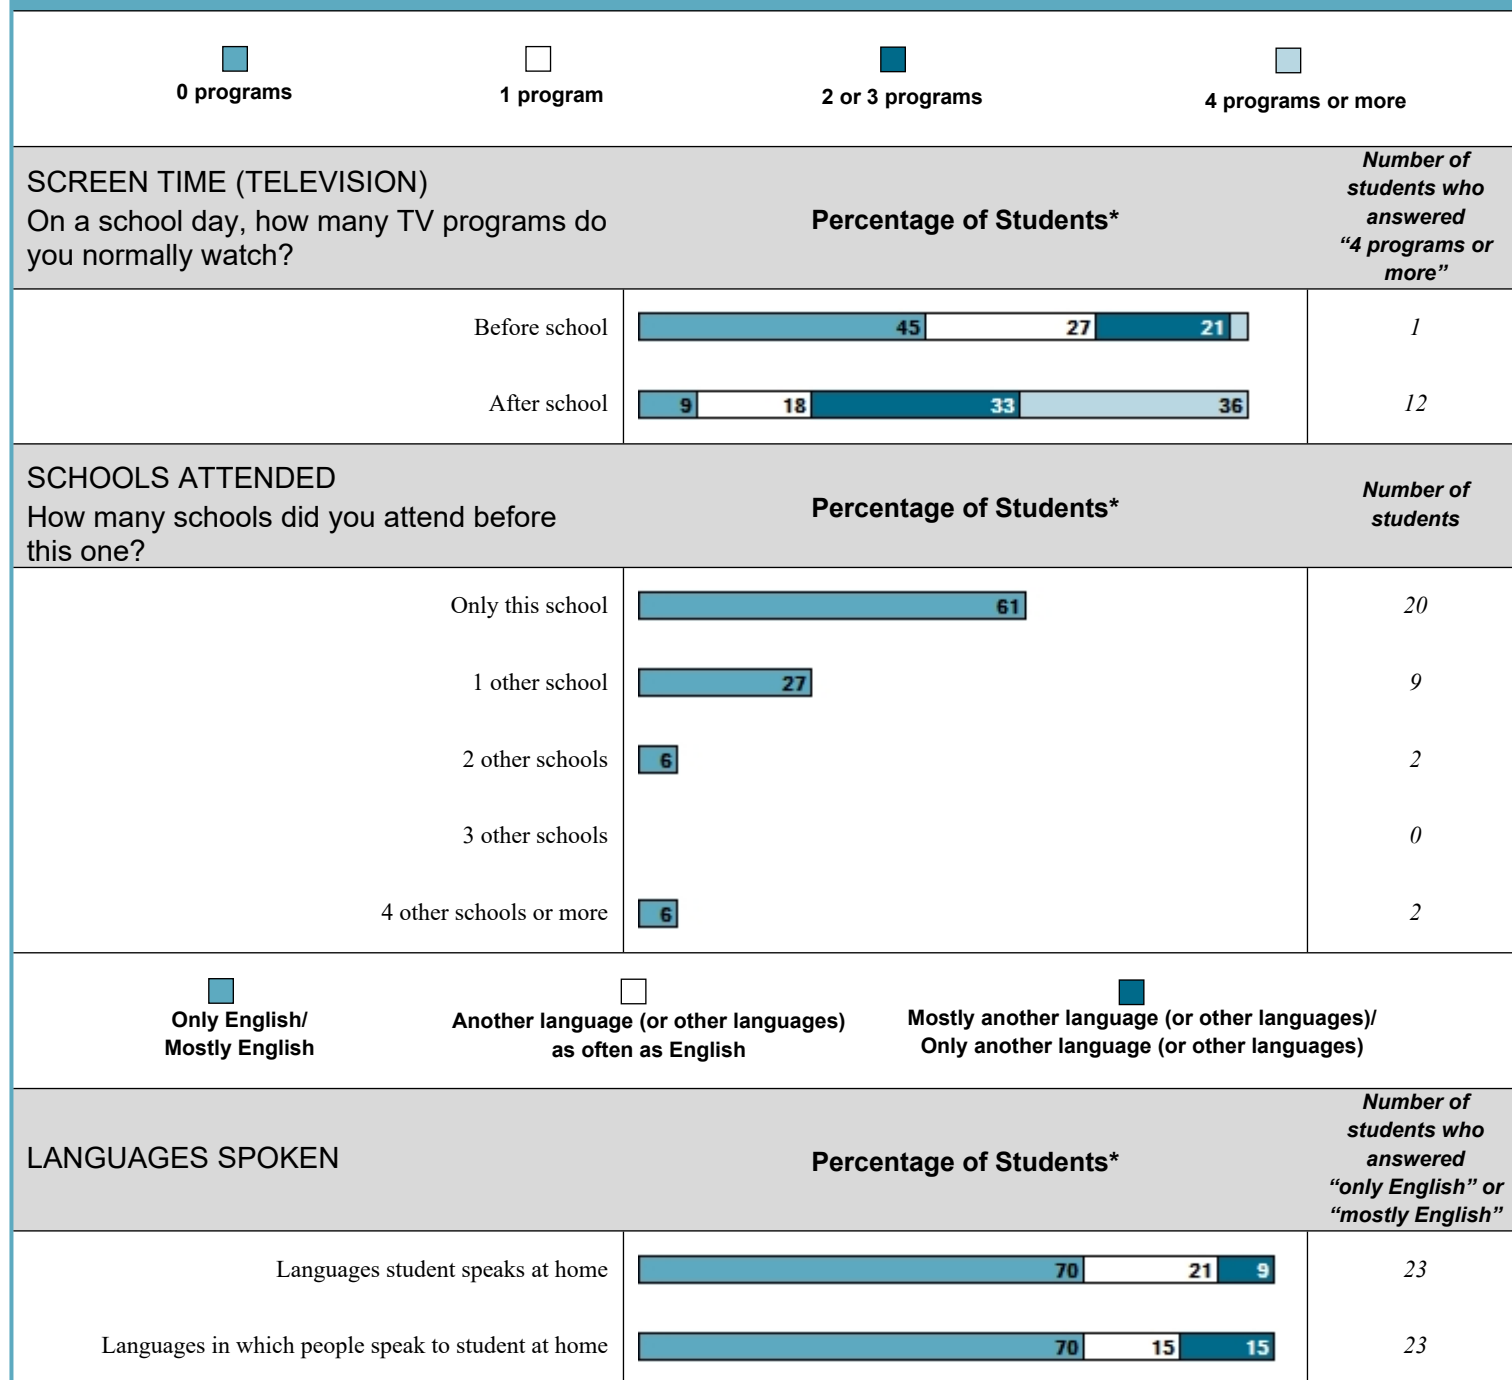 0 programs
1 program
2 or 3 programs
4 programs or more
SCREEN TIME (TELEVISION)
On a school day, how many TV programs do
you normally watch?
Percentage of Students*
Number of
students who
answered
“4 programs or
more”
Before school
45 27 21
1
After school
9 18 33 36
12
SCHOOLS ATTENDED
How many schools did you attend before
this one?
Percentage of Students*
Number of
students
Only this school
61
20
1 other school
27
9
2 other schools
6
2
3 other schools
0
4 other schools or more
6
2
Only English/
Mostly English
Another language (or other languages)
as often as English
Mostly another language (or other languages)/
Only another language (or other languages)
LANGUAGES SPOKEN
Percentage of Students*
Number of
students who
answered
“only English” or
“mostly English”
Languages student speaks at home
70 21 9
23
Languages in which people speak to student at home
70 15 15
23